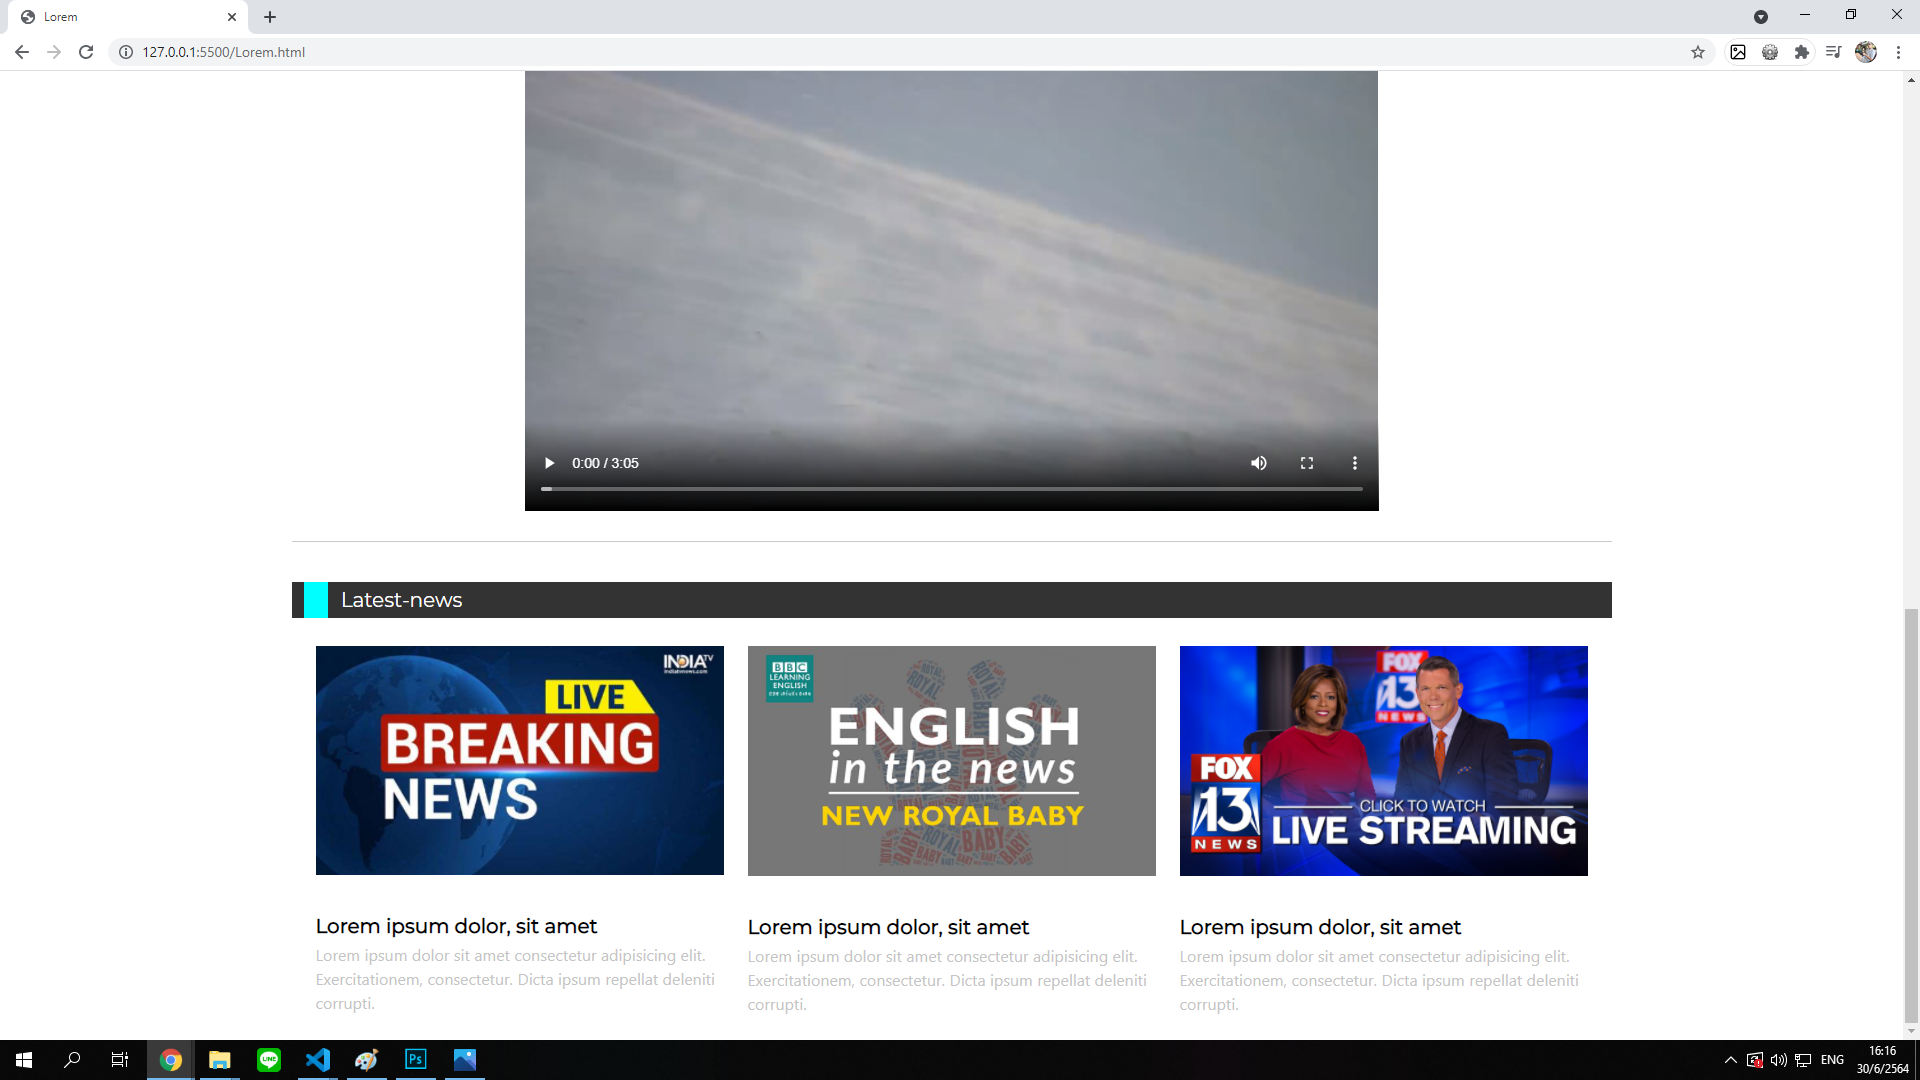 Lorem
127.0.0.1:5500/Lorem.html
0:00 / 3:05
Latest-news
INDIA TV
indiatvnews.com
LIVE
BREAKING
NEWS
BBC
LEARNING
ENGLISH
ENGLISH
in the news
NEW ROYAL BABY
FOX
13
NEWS
FOX
13
NEWS
CLICK TO WATCH
LIVE STREAMING
Lorem ipsum dolor, sit amet
Lorem ipsum dolor sit amet consectetur adipisicing elit.
Exercitationem, consectetur. Dicta ipsum repellat deleniti
corrupti.
Lorem ipsum dolor, sit amet
Lorem ipsum dolor sit amet consectetur adipisicing elit.
Exercitationem, consectetur. Dicta ipsum repellat deleniti
corrupti.
Lorem ipsum dolor, sit amet
Lorem ipsum dolor sit amet consectetur adipisicing elit.
Exercitationem, consectetur. Dicta ipsum repellat deleniti
corrupti.
LINE
Ps
ENG
16:16
30/6/2564